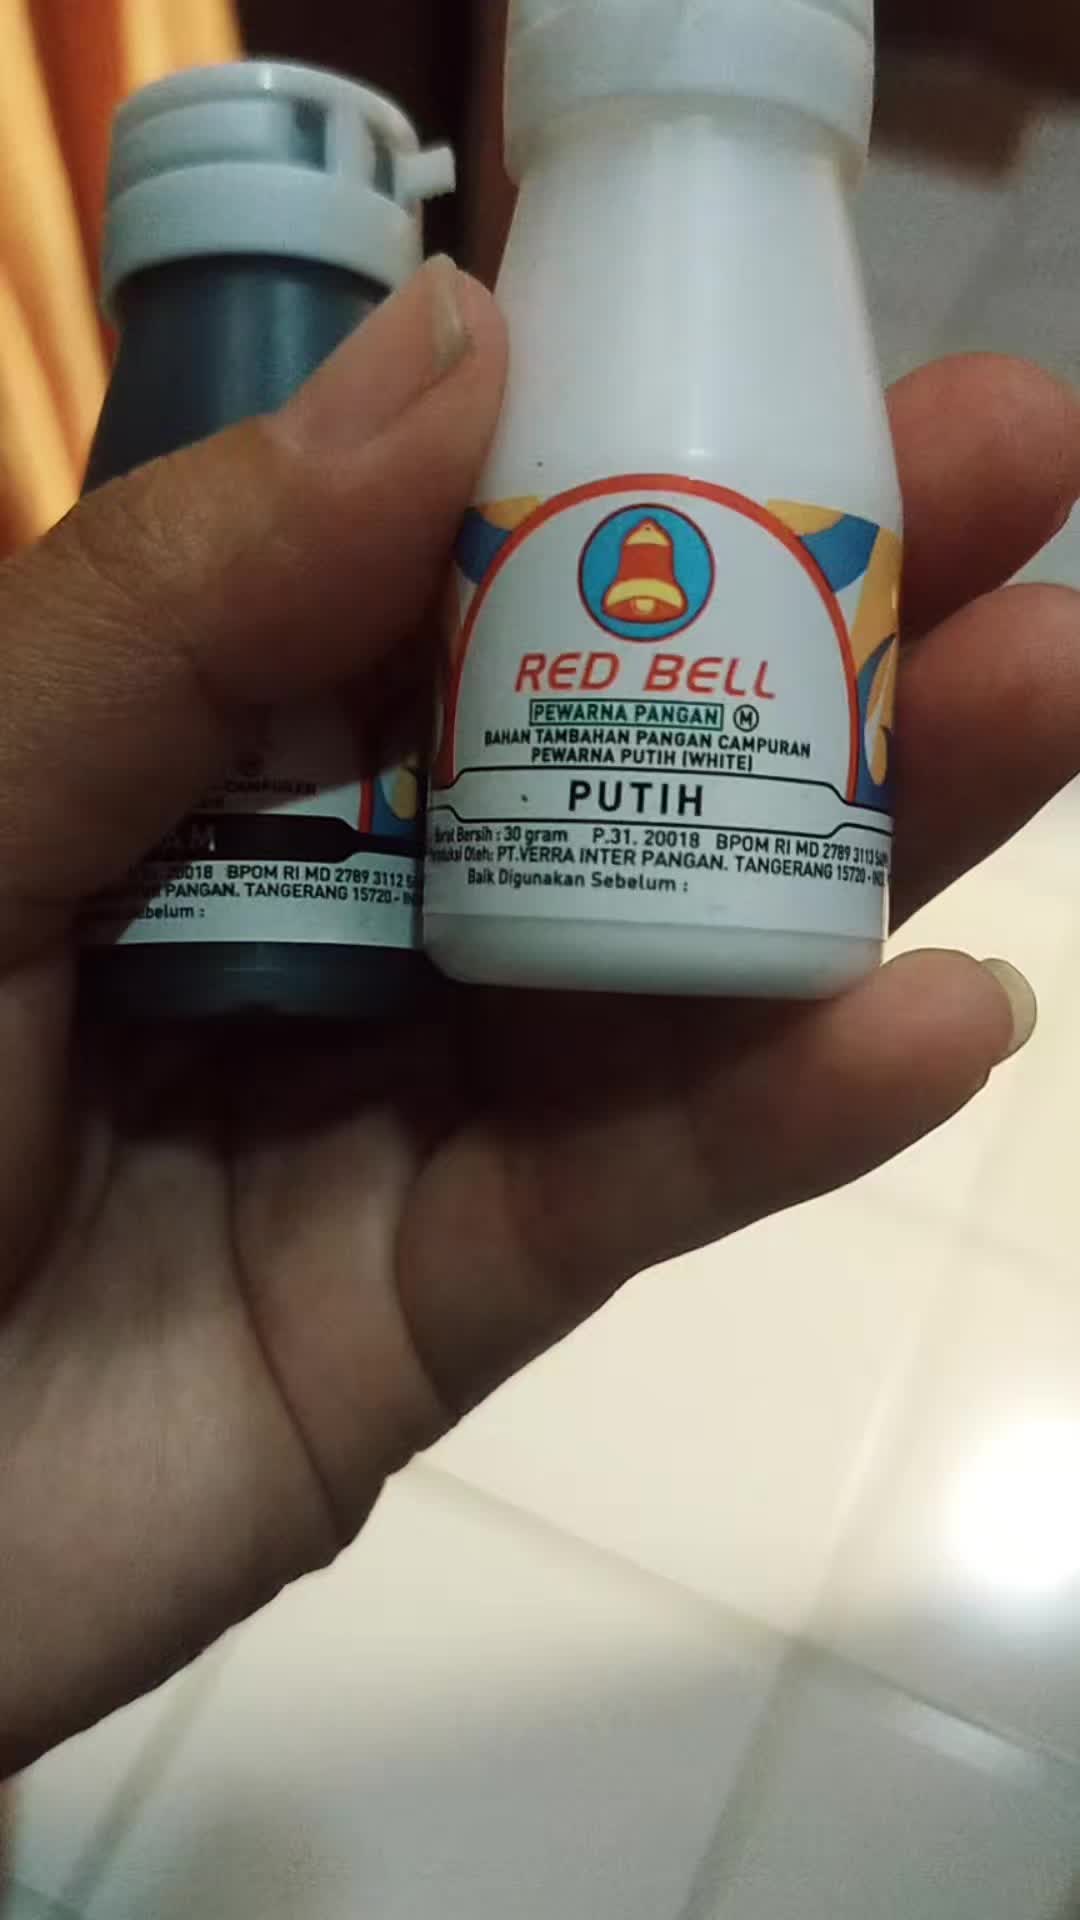 RED BELL
PEWARNA PANGAN M
BAHAN TAMBAHAN PANGAN CAMPURAN
PEWARNA PUTIH (WHITE)
PUTIH
Berat Bersih : 30 gram P.31. 20018 BPOM RI MD 2789 3113
Oleh: PT.VERRA INTER PANGAN. TANGERANG 15720 -
Baik Digunakan Sebelum :
CAMPURAN
BPOM RI MD 2789 3112
PANGAN. TANGERANG 15720 -